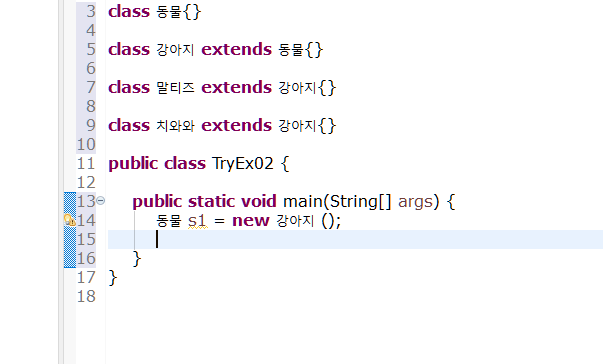 3 class 동물{}
4
5 class 강아지 extends 동물{}
6
7 class 말티즈 extends 강아지{}
8
9 class 치와와 extends 강아지{}
10
11 public class TryEx02 {
12
13 public static void main(String[] args) {
14 동물 s1 = new 강아지 ();
15
16 }
17 }
18